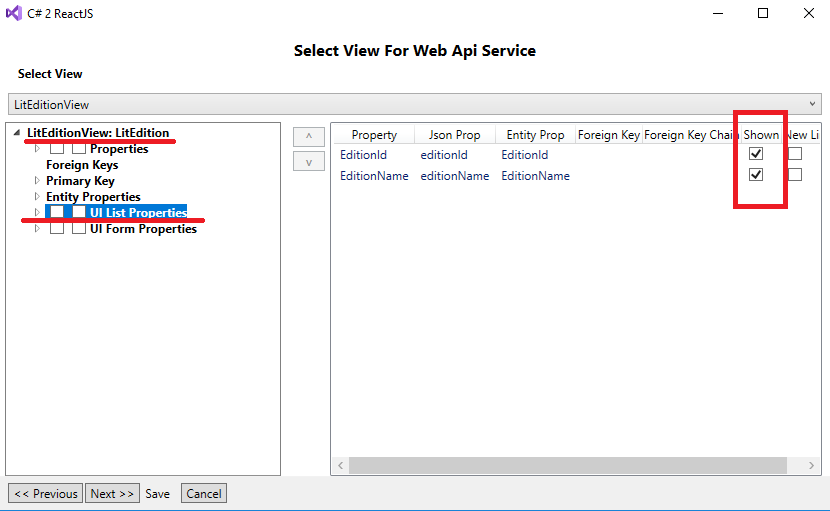 C# 2 ReactJS
Select View For Web Api Service
Select View
LitEditionView
LitEditionView: LitEdition
Properties
Foreign Keys
Primary Key
Entity Properties
UI List Properties
UI Form Properties
Property Json Prop Entity Prop Foreign Key Foreign Key Chain Shown New Li
EditionId editionId EditionId
EditionName editionName EditionName
<< Previous Next >> Save Cancel